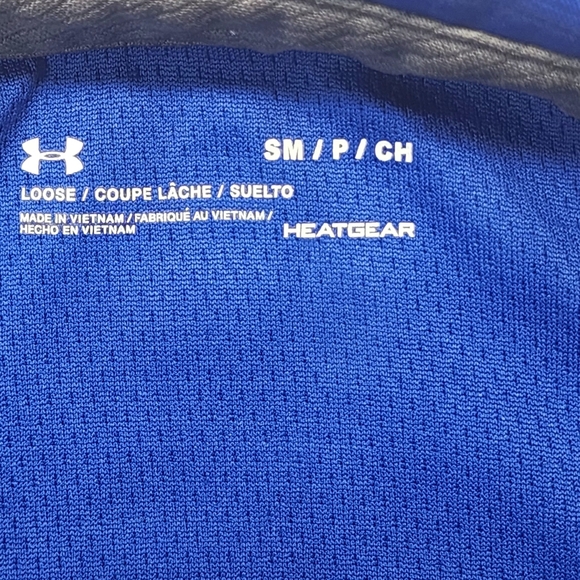 SM / P / CH
LOOSE / COUPE LÂCHE / SUELTO
MADE IN VIETNAM / FABRIQUÉ AU VIETNAM /
HECHO EN VIETNAM
HEATGEAR